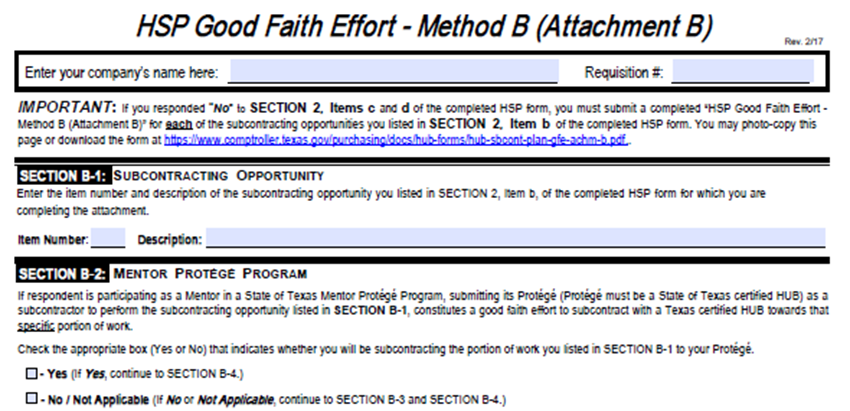 HSP Good Faith Effort - Method B (Attachment B)
Rev. 2/17
Enter your company's name here: Requisition #:
IMPORTANT: If you responded "No" to SECTION 2, Items c and d of the completed HSP form, you must submit a completed "HSP Good Faith Effort -
Method B (Attachment B)" for each of the subcontracting opportunities you listed in SECTION 2, Item b of the completed HSP form. You may photo-copy this
page or download the form at https://www.comptroller.texas.gov/purchasing/docs/hub-forms/hub-sbcont-plan-gfe-achm-b.pdf.
SECTION B-1: SUBCONTRACTING OPPORTUNITY
Enter the item number and description of the subcontracting opportunity you listed in SECTION 2, Item b, of the completed HSP form for which you are
completing the attachment.
Item Number: Description:
SECTION B-2: MENTOR PROTÉGÉ PROGRAM
If respondent is participating as a Mentor in a State of Texas Mentor Protégé Program, submitting its Protégé (Protégé must be a State of Texas certified HUB) as a
subcontractor to perform the subcontracting opportunity listed in SECTION B-1, constitutes a good faith effort to subcontract with a Texas certified HUB towards that
specific portion of work.
Check the appropriate box (Yes or No) that indicates whether you will be subcontracting the portion of work you listed in SECTION B-1 to your Protégé.
- Yes (If Yes, continue to SECTION B-4.)
- No / Not Applicable (If No or Not Applicable, continue to SECTION B-3 and SECTION B-4.)